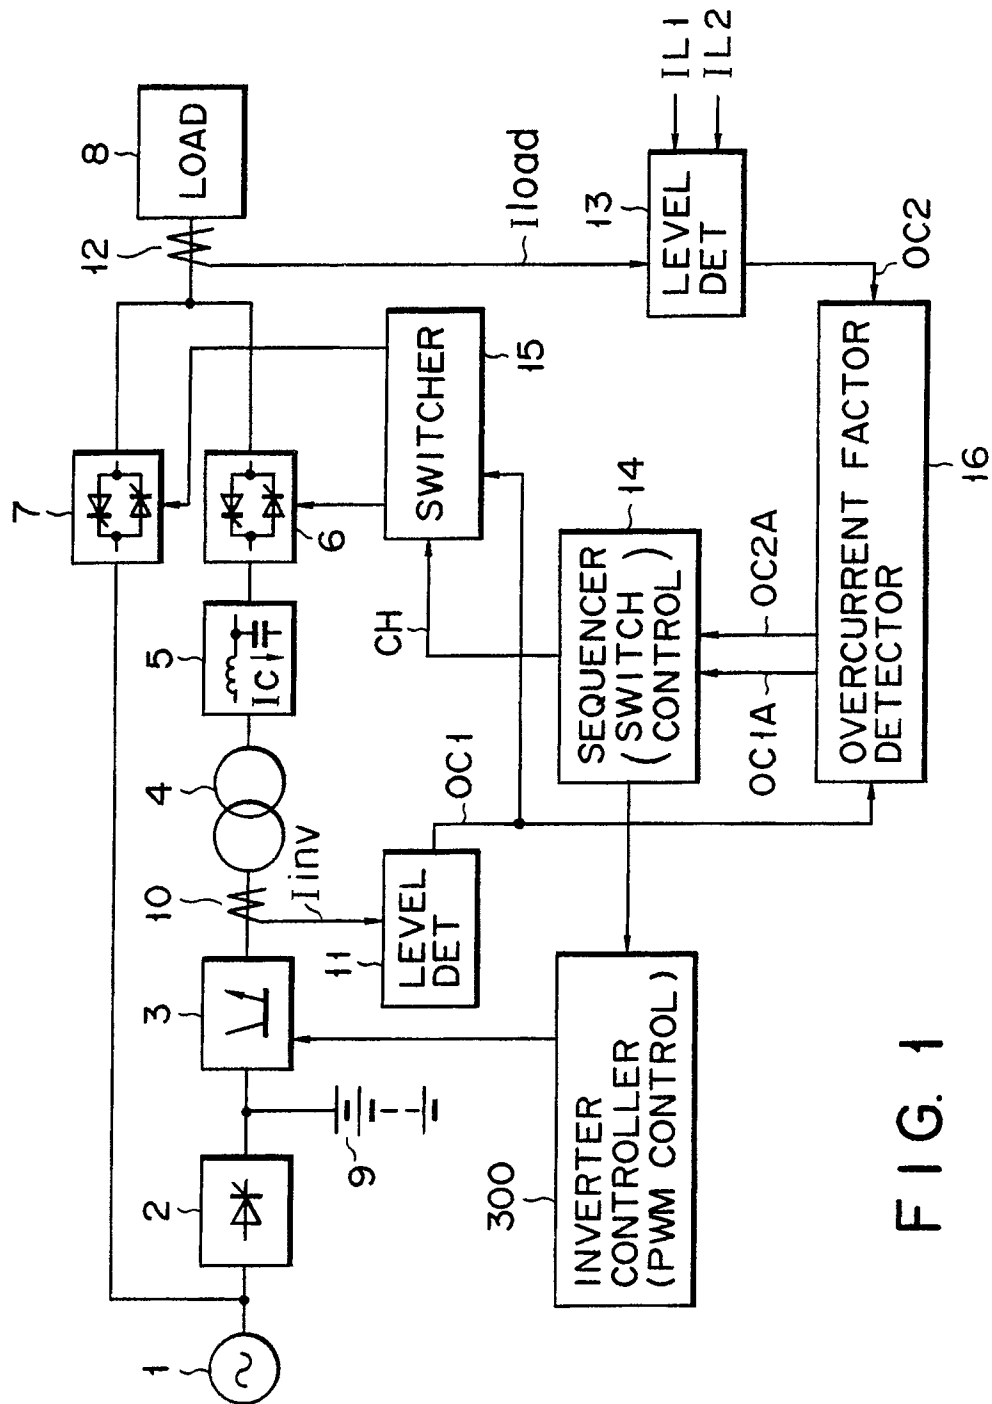 7
8
LOAD
12
1
2
3
10
4
5
IC
6
9
Iinv
Iload
11
LEVEL
DET
OC1
CH
SWITCHER
15
13
LEVEL
DET
IL1
IL2
OC2
300
INVERTER
CONTROLLER
(PWM CONTROL)
14
SEQUENCER
(SWITCH
CONTROL)
OC1A
OC2A
OVERCURRENT FACTOR
DETECTOR
16
FIG. 1